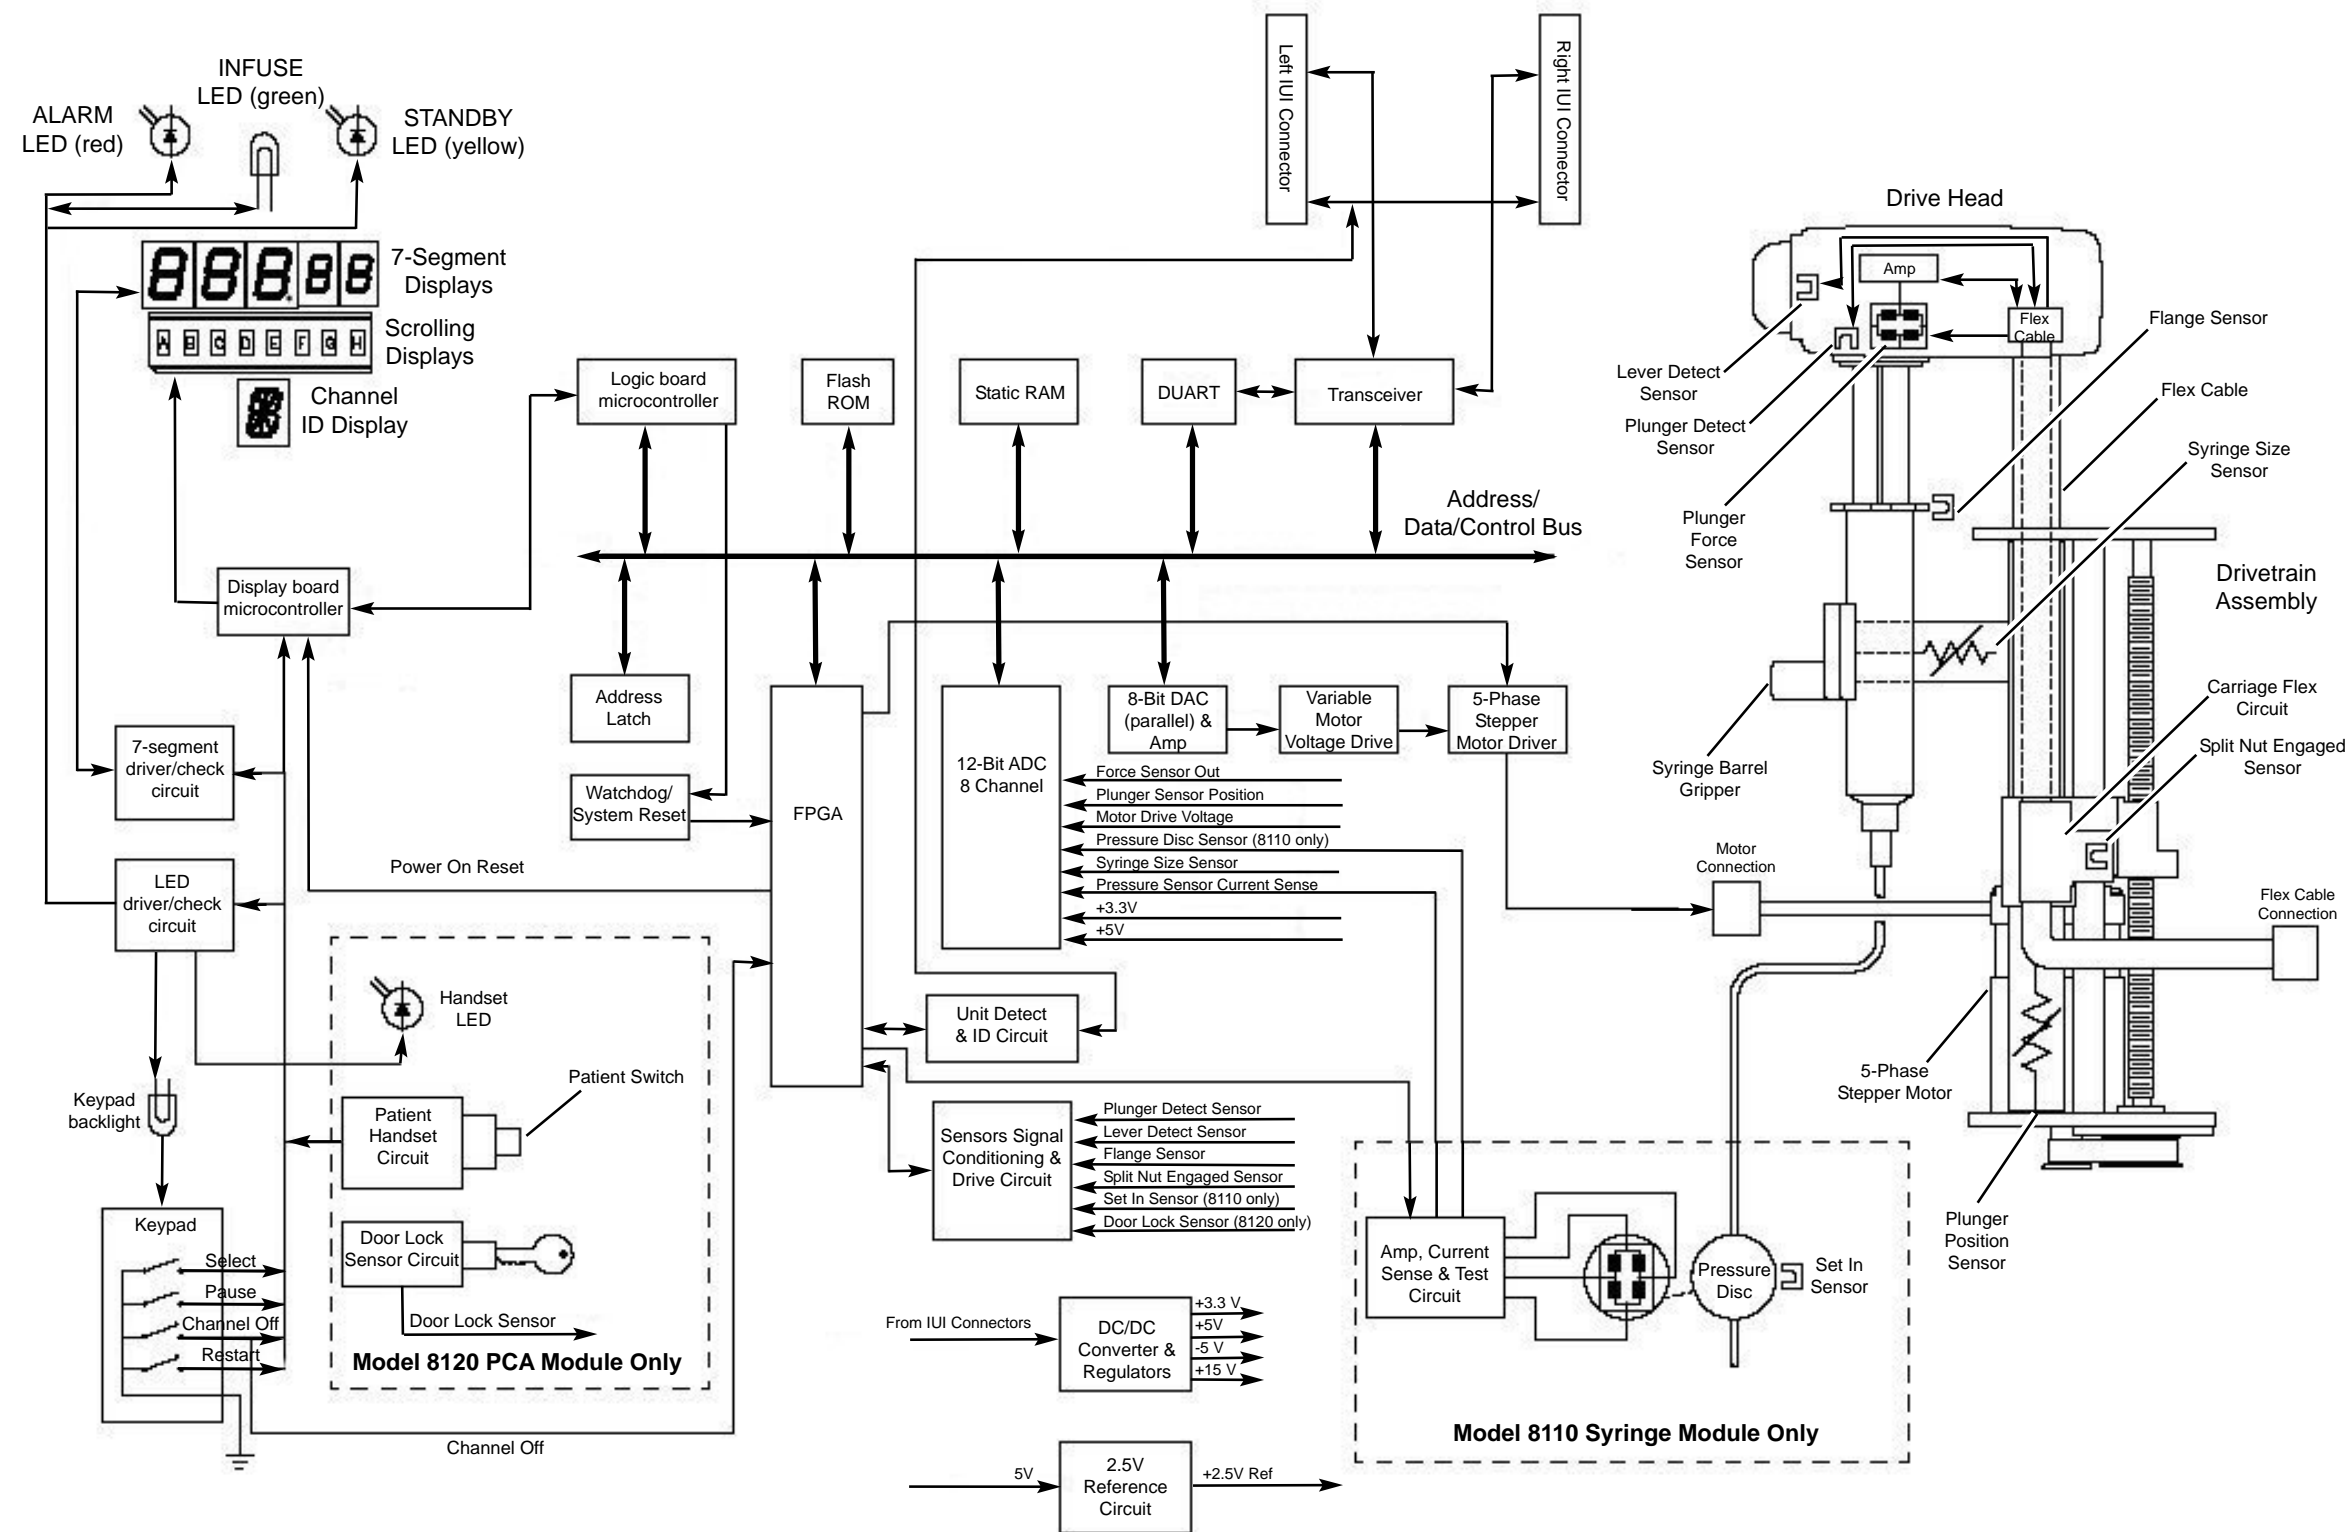 INFUSE
LED (green)
ALARM
LED (red)
STANDBY
LED (yellow)
7-Segment
Displays
A B C D E F G H
Scrolling
Displays
Channel
ID Display
Left IUI Connector
Right IUI Connector
Logic board
microcontroller
Flash
ROM
Static RAM
DUART
Transceiver
Address/
Data/Control Bus
Display board
microcontroller
Address
Latch
7-segment
driver/check
circuit
Watchdog/
System Reset
FPGA
Power On Reset
LED
driver/check
circuit
12-Bit ADC
8 Channel
8-Bit DAC
(parallel) &
Amp
Variable
Motor
Voltage Drive
5-Phase
Stepper
Motor Driver
Force Sensor Out
Plunger Sensor Position
Motor Drive Voltage
Pressure Disc Sensor (8110 only)
Syringe Size Sensor
Pressure Sensor Current Sense
+3.3V
+5V
Handset
LED
Unit Detect
& ID Circuit
Keypad
backlight
Patient Switch
Patient
Handset
Circuit
Door Lock
Sensor Circuit
Door Lock Sensor
Model 8120 PCA Module Only
Keypad
Select
Pause
Channel Off
Restart
Channel Off
Sensors Signal
Conditioning &
Drive Circuit
Plunger Detect Sensor
Lever Detect Sensor
Flange Sensor
Split Nut Engaged Sensor
Set In Sensor (8110 only)
Door Lock Sensor (8120 only)
From IUI Connectors
DC/DC
Converter &
Regulators
+3.3 V
+5V
-5 V
+15 V
5V
2.5V
Reference
Circuit
+2.5V Ref
Amp, Current
Sense & Test
Circuit
Pressure
Disc
Set In
Sensor
Model 8110 Syringe Module Only
Drive Head
Amp
Flex
Cable
Lever Detect
Sensor
Plunger Detect
Sensor
Plunger
Force
Sensor
Flange Sensor
Flex Cable
Syringe Size
Sensor
Drivetrain
Assembly
Carriage Flex
Circuit
Split Nut Engaged
Sensor
Syringe Barrel
Gripper
Motor
Connection
Flex Cable
Connection
5-Phase
Stepper Motor
Plunger
Position
Sensor